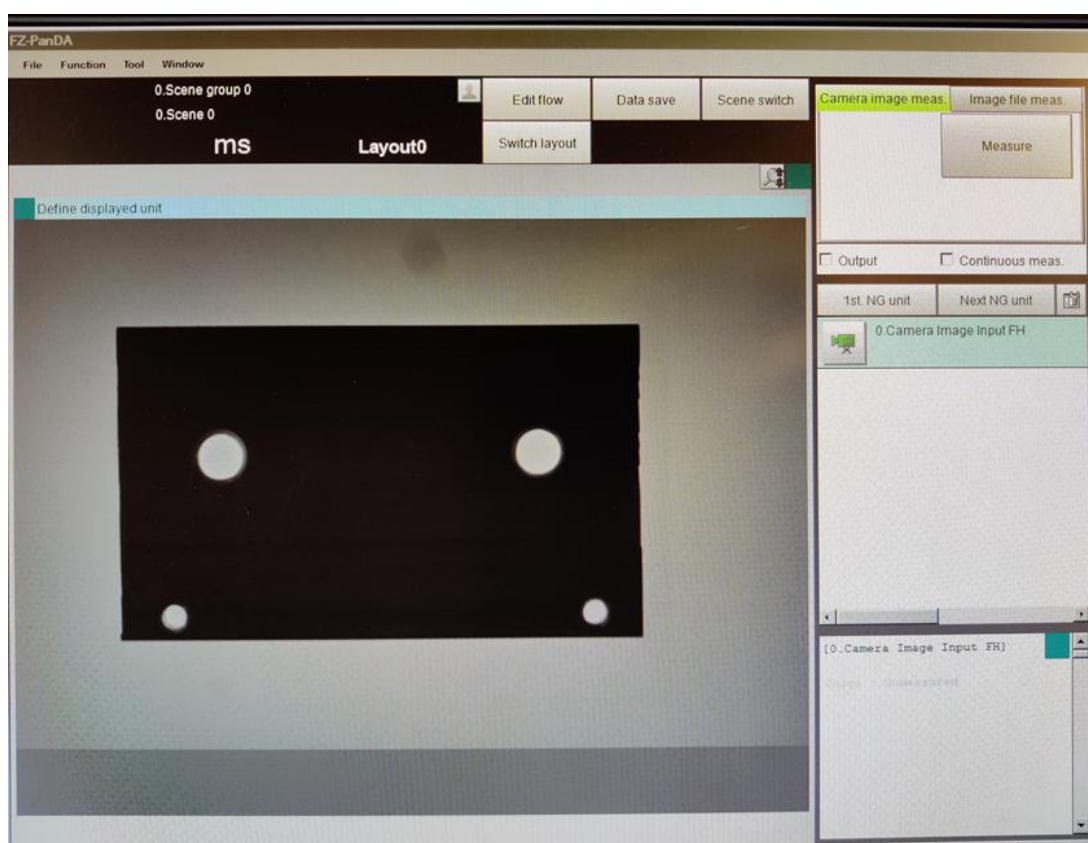 FZ-PanDA
File Function Tool Window
0.Scene group 0
0.Scene 0
ms Layout0
Edit flow Data save Scene switch
Switch layout
Define displayed unit
Camera image meas. Image file meas.
Measure
Output Continuous meas.
1st. NG unit Next NG unit
0.Camera Image Input FH
[0.Camera Image Input FH]
Unmeasured